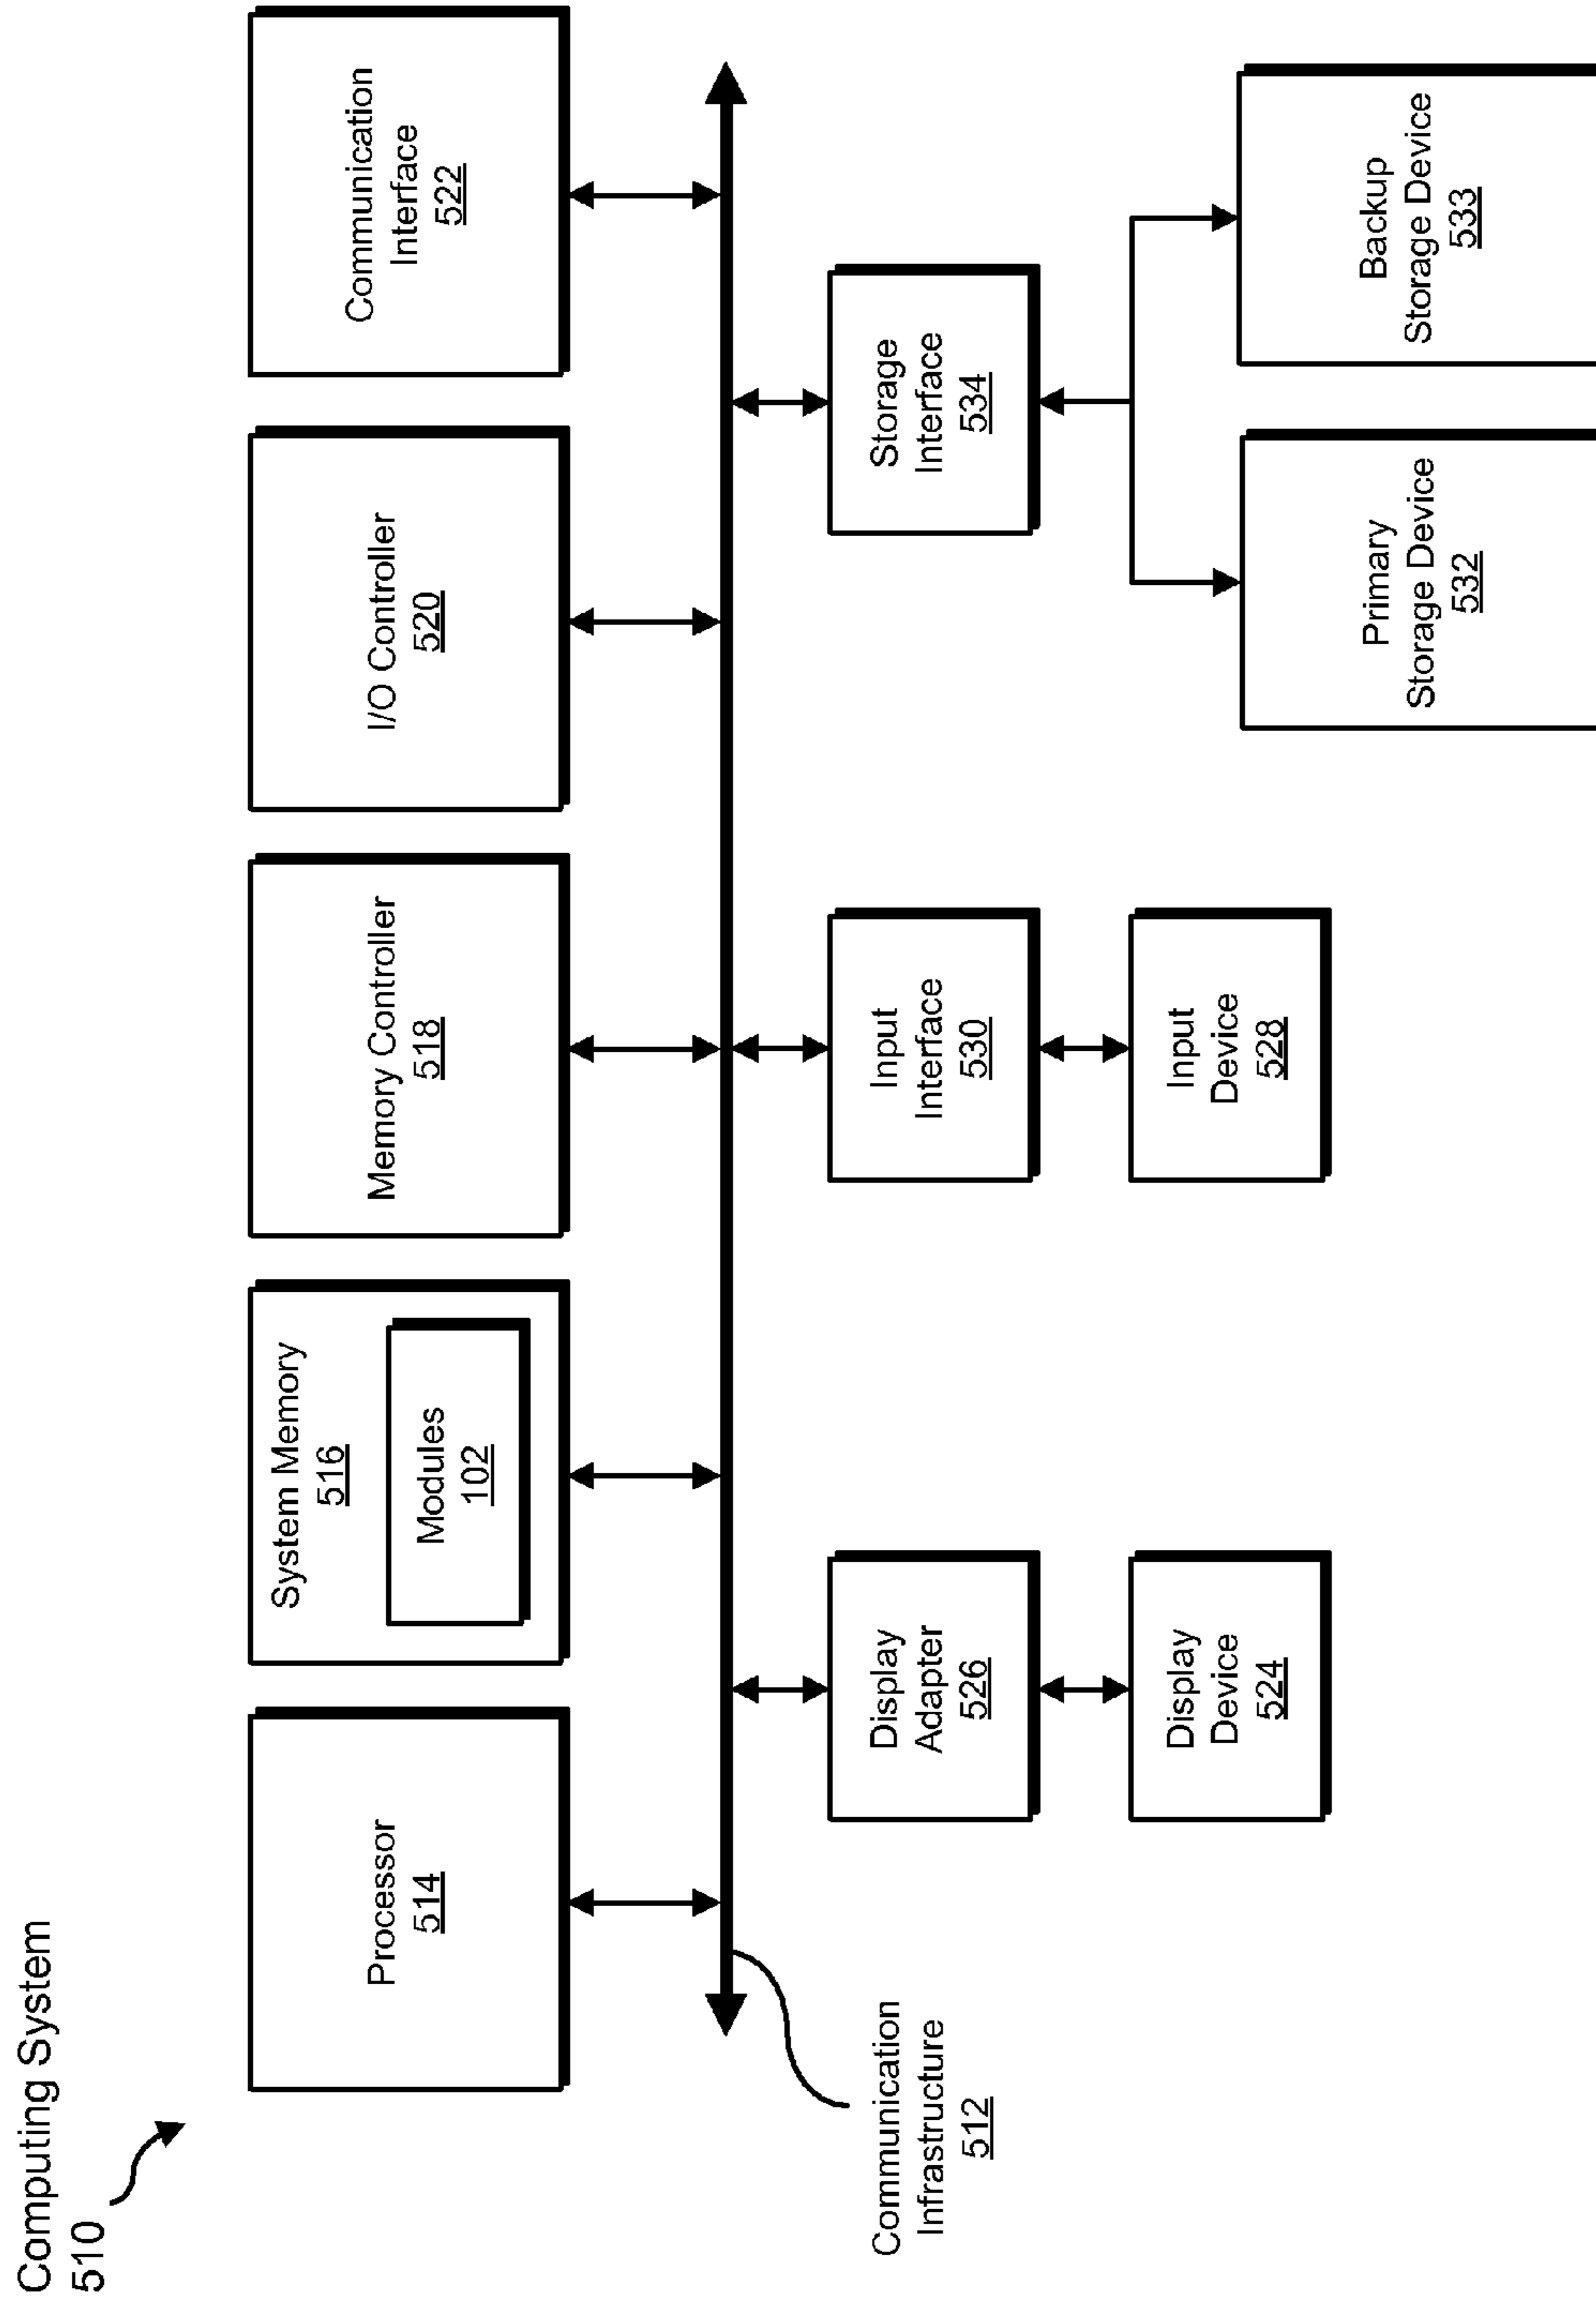 Computing System
510
Processor
514
System Memory
516
Modules
102
Memory Controller
518
I/O Controller
520
Communication
Interface
522
Communication
Infrastructure
512
Display
Adapter
526
Input
Interface
530
Storage
Interface
534
Display
Device
524
Input
Device
528
Primary
Storage Device
532
Backup
Storage Device
533